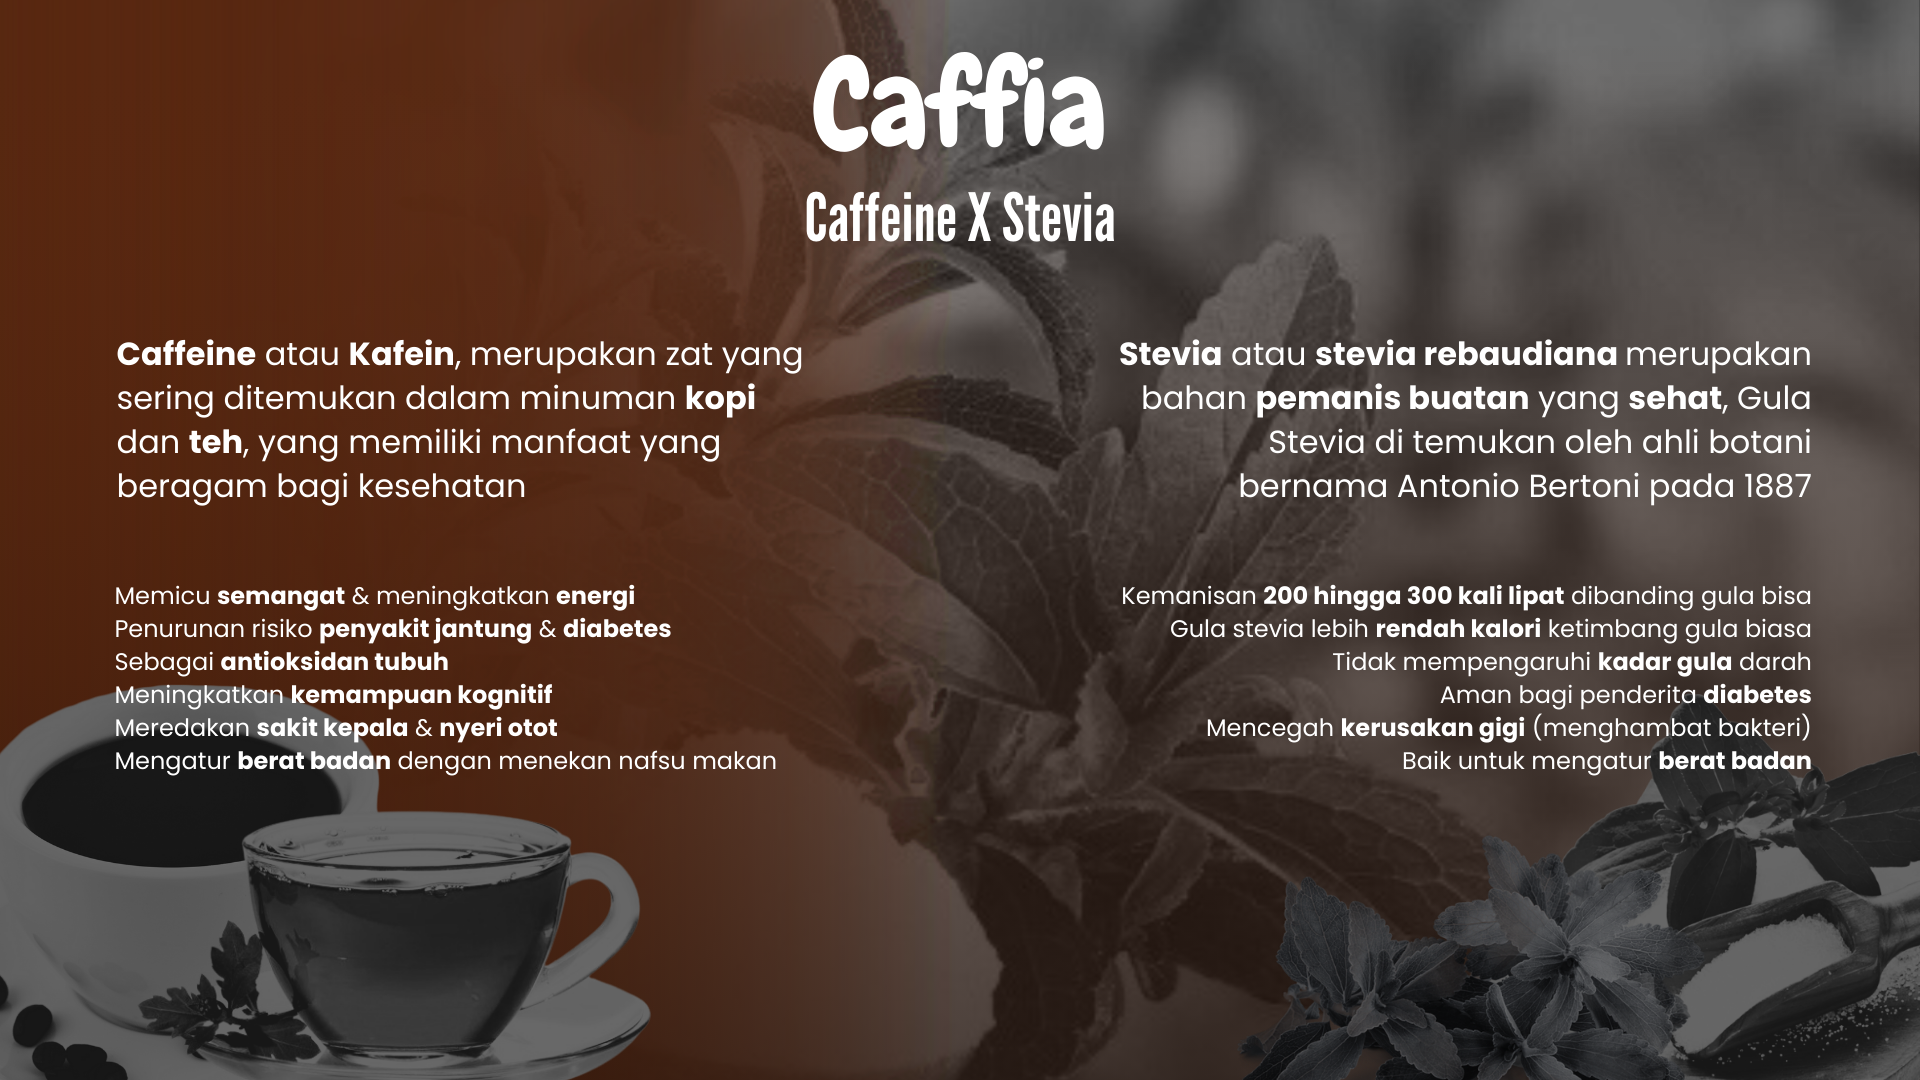 Caffia
Caffeine X Stevia
Caffeine atau Kafein, merupakan zat yang
sering ditemukan dalam minuman kopi
dan teh, yang memiliki manfaat yang
beragam bagi kesehatan
Memicu semangat & meningkatkan energi
Penurunan risiko penyakit jantung & diabetes
Sebagai antioksidan tubuh
Meningkatkan kemampuan kognitif
Meredakan sakit kepala & nyeri otot
Mengatur berat badan dengan menekan nafsu makan
Stevia atau stevia rebaudiana merupakan
bahan pemanis buatan yang sehat, Gula
Stevia di temukan oleh ahli botani
bernama Antonio Bertoni pada 1887
Kemanisan 200 hingga 300 kali lipat dibanding gula bisa
Gula stevia lebih rendah kalori ketimbang gula biasa
Tidak mempengaruhi kadar gula darah
Aman bagi penderita diabetes
Mencegah kerusakan gigi (menghambat bakteri)
Baik untuk mengatur berat badan